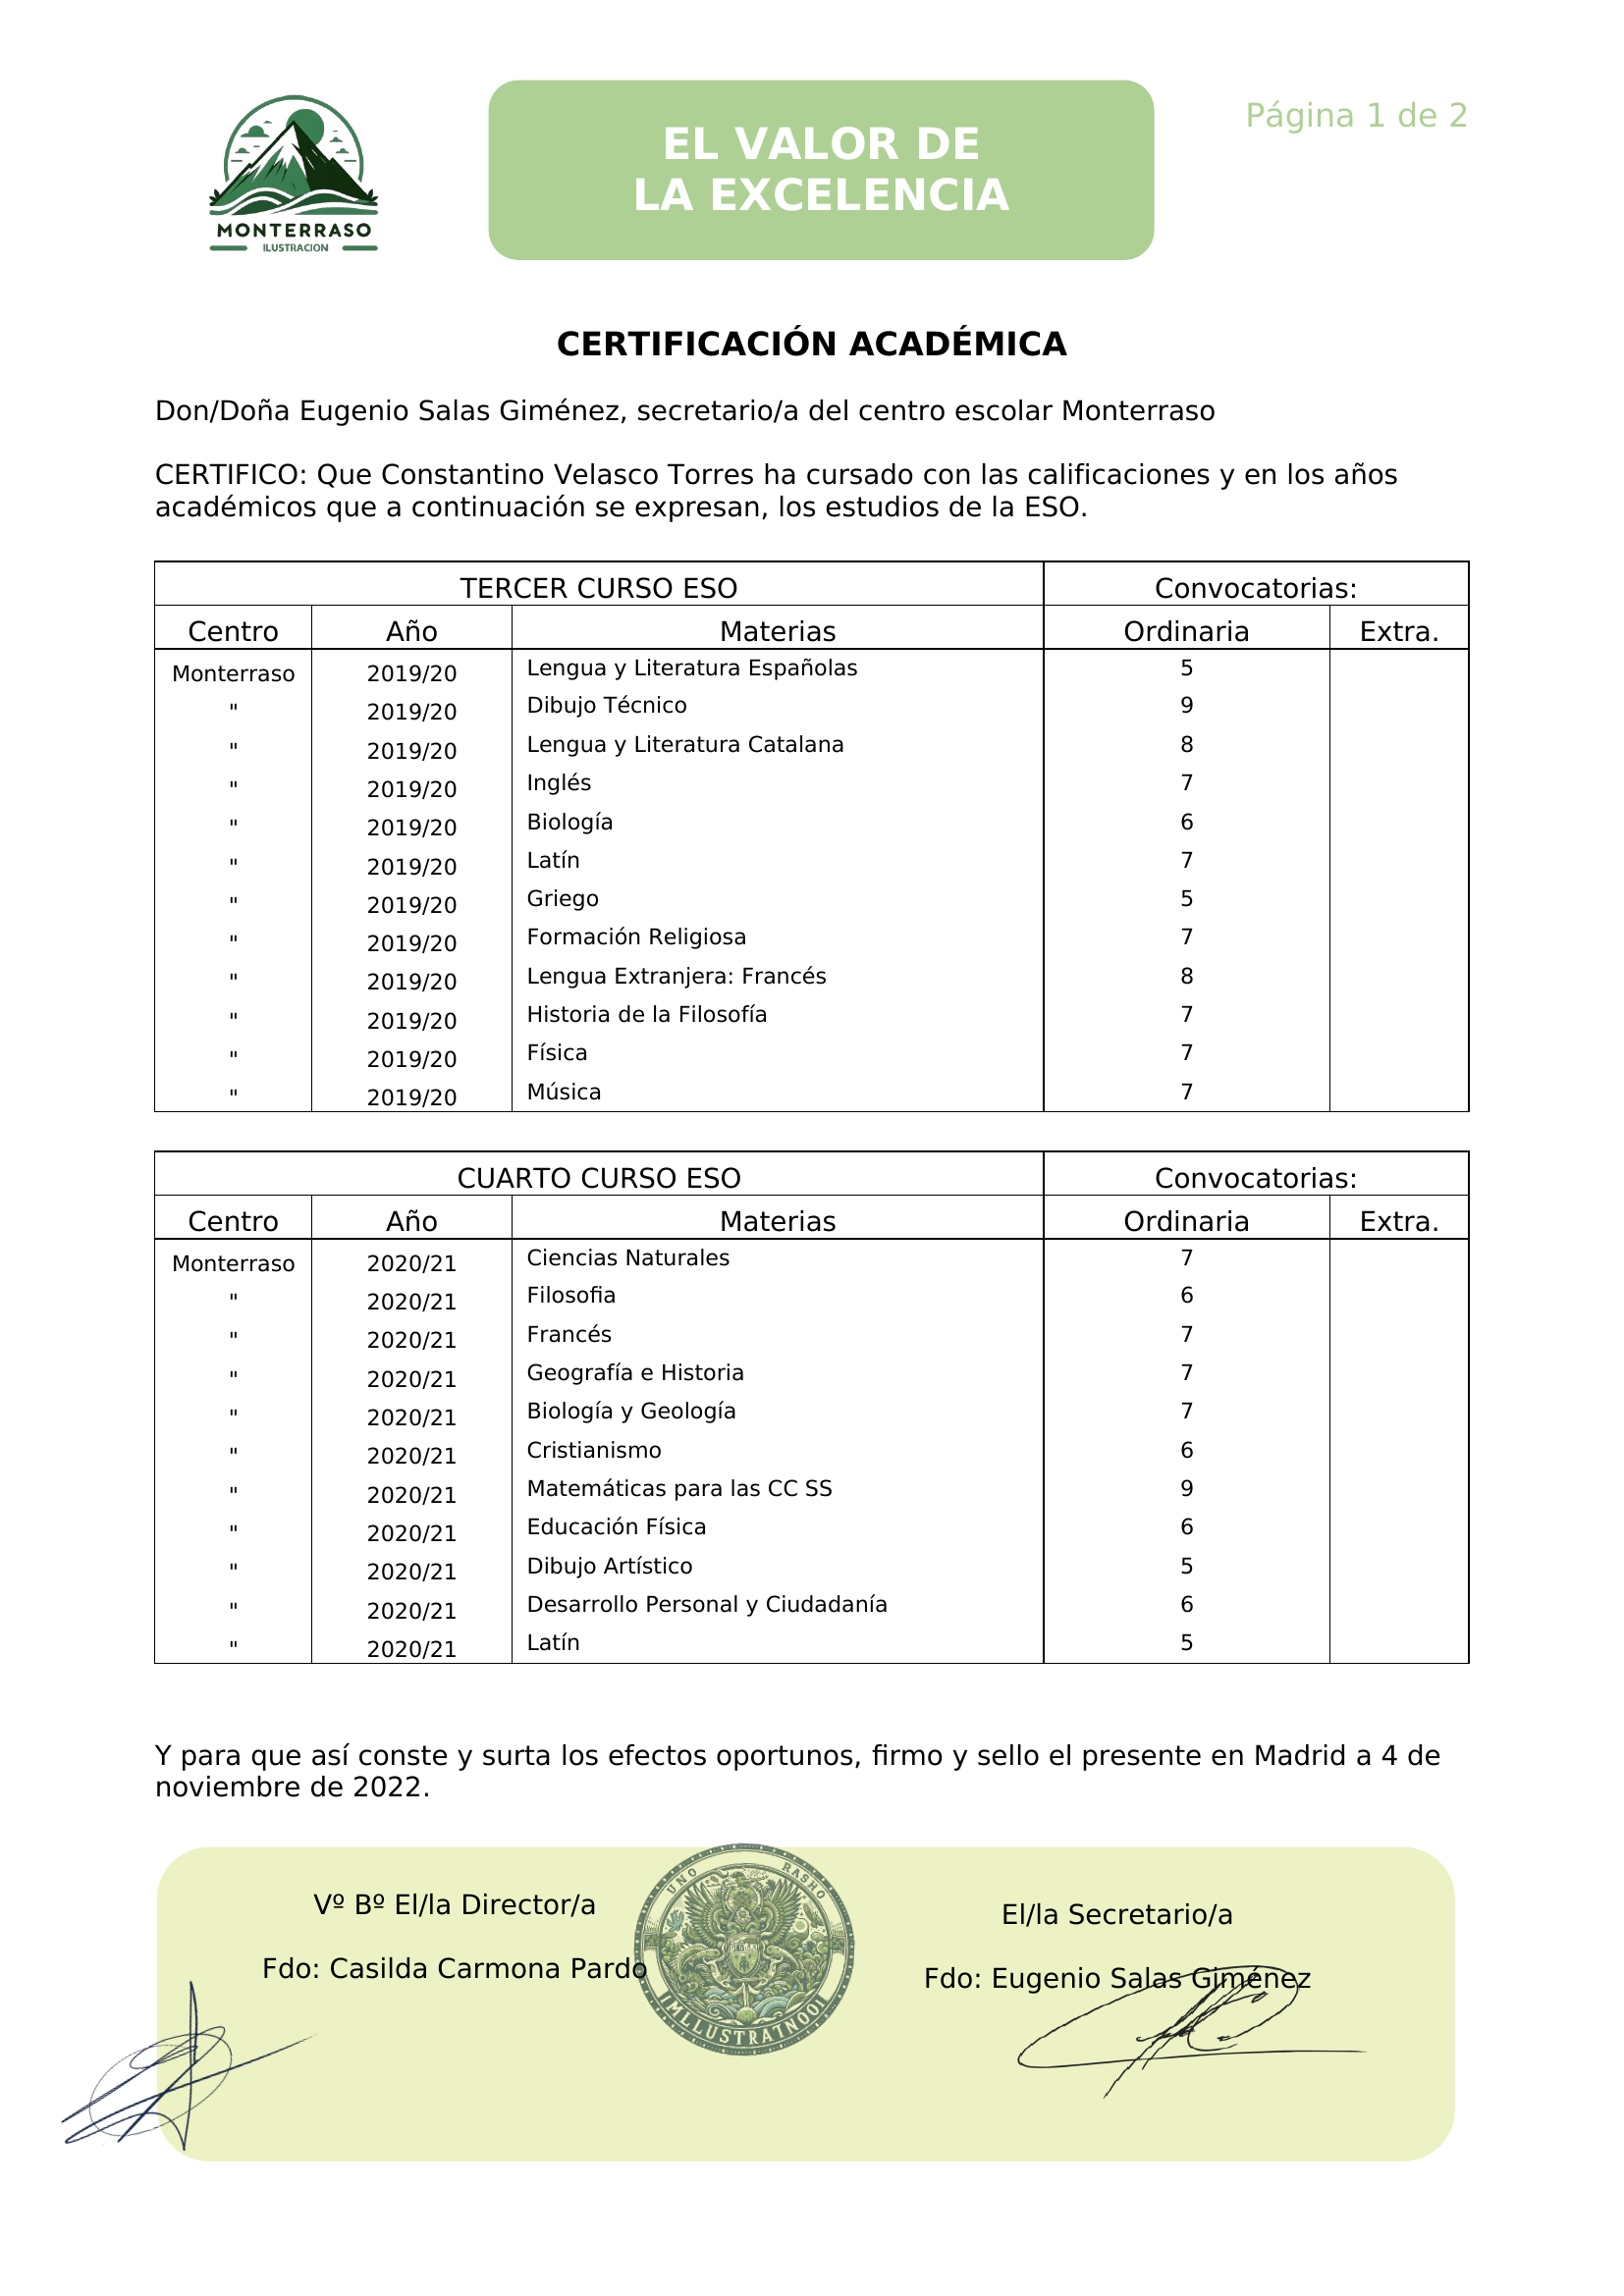 MONTERRASO
ILUSTRACION
EL VALOR DE
LA EXCELENCIA
Página 1 de 2
CERTIFICACIÓN ACADÉMICA
Don/Doña Eugenio Salas Giménez, secretario/a del centro escolar Monterraso
CERTIFICO: Que Constantino Velasco Torres ha cursado con las calificaciones y en los años
académicos que a continuación se expresan, los estudios de la ESO.
TERCER CURSO ESO Convocatorias:
Centro Año Materias Ordinaria Extra.
Monterraso 2019/20 Lengua y Literatura Españolas 5
" 2019/20 Dibujo Técnico 9
" 2019/20 Lengua y Literatura Catalana 8
" 2019/20 Inglés 7
" 2019/20 Biología 6
" 2019/20 Latín 7
" 2019/20 Griego 5
" 2019/20 Formación Religiosa 7
" 2019/20 Lengua Extranjera: Francés 8
" 2019/20 Historia de la Filosofía 7
" 2019/20 Física 7
" 2019/20 Música 7
CUARTO CURSO ESO Convocatorias:
Centro Año Materias Ordinaria Extra.
Monterraso 2020/21 Ciencias Naturales 7
" 2020/21 Filosofia 6
" 2020/21 Francés 7
" 2020/21 Geografía e Historia 7
" 2020/21 Biología y Geología 7
" 2020/21 Cristianismo 6
" 2020/21 Matemáticas para las CC SS 9
" 2020/21 Educación Física 6
" 2020/21 Dibujo Artístico 5
" 2020/21 Desarrollo Personal y Ciudadanía 6
" 2020/21 Latín 5
Y para que así conste y surta los efectos oportunos, firmo y sello el presente en Madrid a 4 de
noviembre de 2022.
Vº Bº El/la Director/a
Fdo: Casilda Carmona Pardo
UNO RASHO
IMLLUSTRATNOOI
El/la Secretario/a
Fdo: Eugenio Salas Giménez